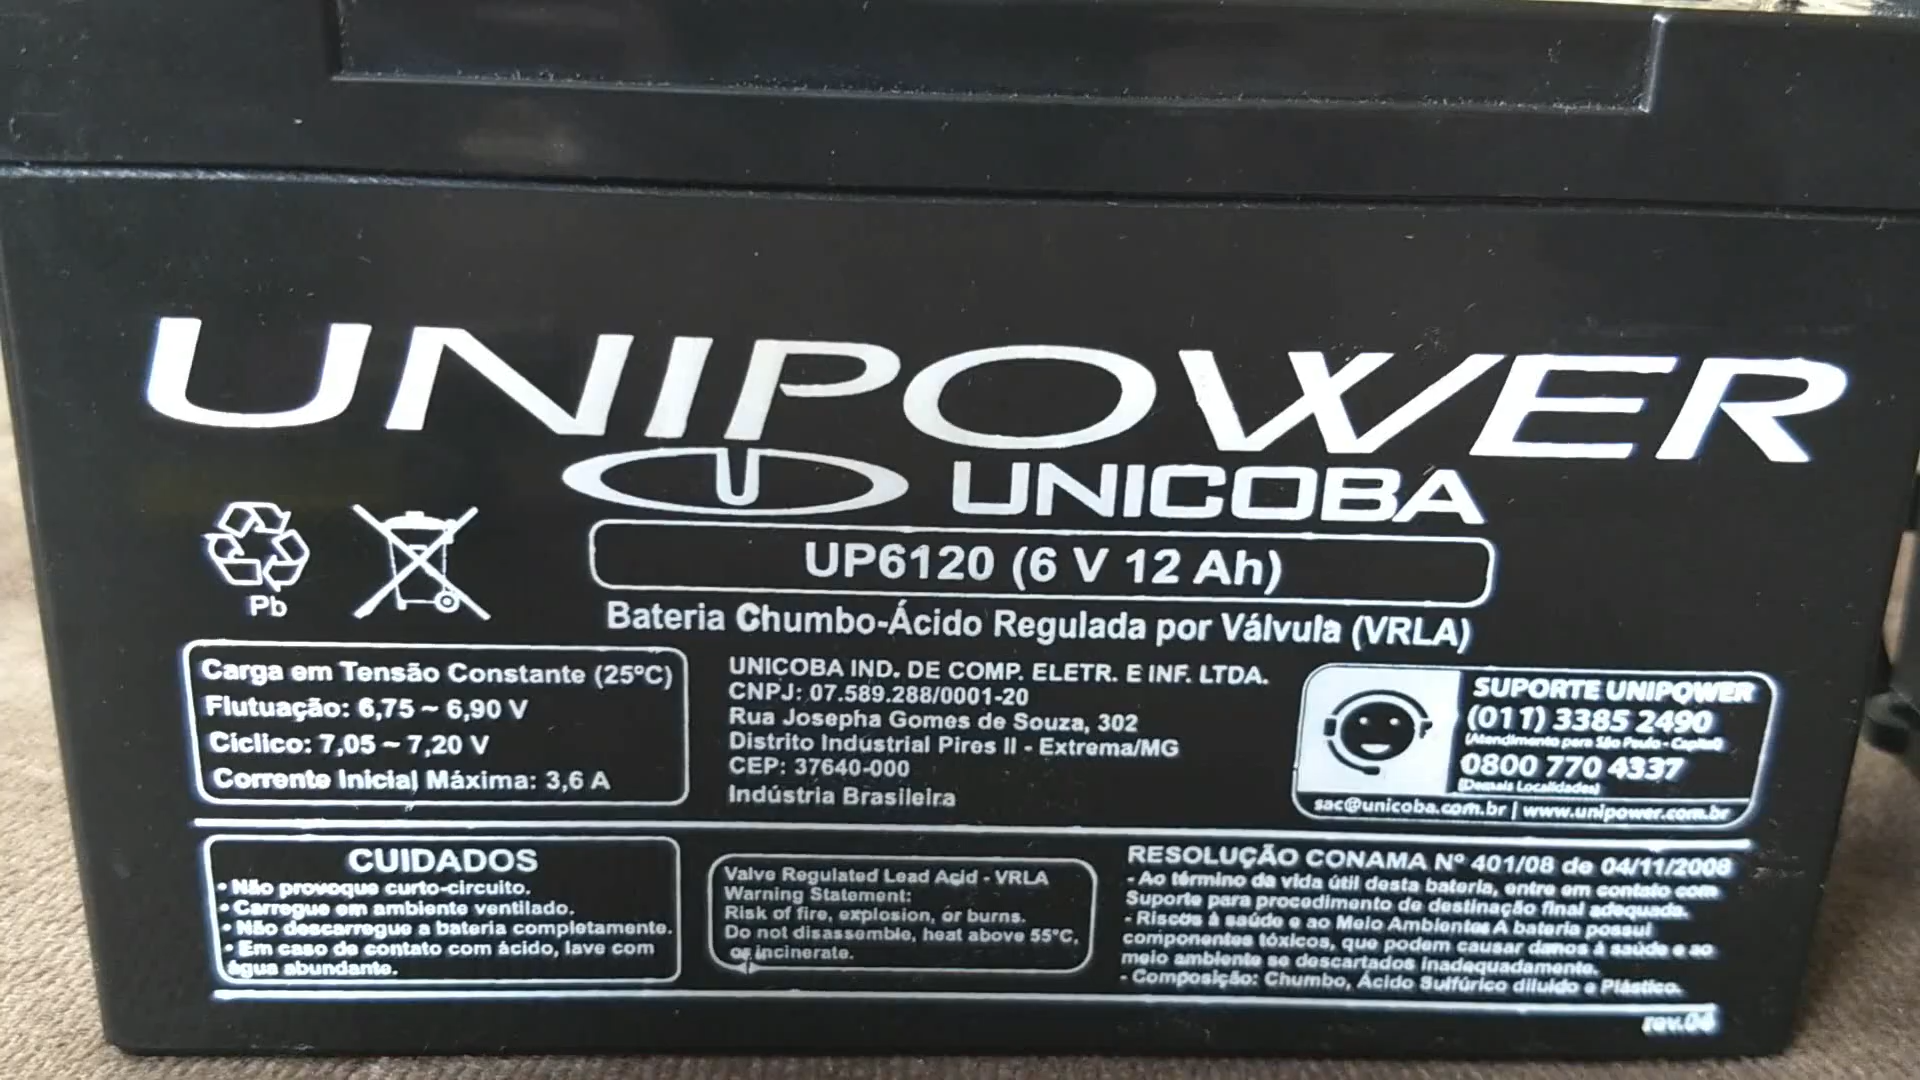 UNIPOWER
U UNICOBA
UP6120 (6 V 12 Ah)
Bateria Chumbo-Ácido Regulada por Válvula (VRLA)
Pb
Carga em Tensão Constante (25ºC)
Flutuação: 6,75 ~ 6,90 V
Cíclico: 7,05 ~ 7,20 V
Corrente Inicial Máxima: 3,6 A
UNICOBA IND. DE COMP. ELETR. E INF. LTDA.
CNPJ: 07.589.288/0001-20
Rua Josepha Gomes de Souza, 302
Distrito Industrial Pires II - Extrema/MG
CEP: 37640-000
Indústria Brasileira
SUPORTE UNIPOWER
(011) 3385 2490
(Atendimento para São Paulo - Capital)
0800 770 4337
(Demais Localidades)
sac@unicoba.com.br | www.unipower.com.br
CUIDADOS
• Não provoque curto-circuito.
• Carregue em ambiente ventilado.
• Não descarregue a bateria completamente.
• Em caso de contato com ácido, lave com
água abundante.
Valve Regulated Lead Acid - VRLA
Warning Statement:
Risk of fire, explosion, or burns.
Do not disassemble, heat above 55°C,
or incinerate.
RESOLUÇÃO CONAMA Nº 401/08 de 04/11/2008
- Ao término da vida útil desta bateria, entre em contato com
Suporte para procedimento de destinação final adequada.
- Riscos à saúde e ao Meio Ambiente: A bateria possui
componentes tóxicos, que podem causar danos à saúde e ao
meio ambiente se descartados inadequadamente.
- Composição: Chumbo, Ácido Sulfúrico diluído e Plástico.
rev.04